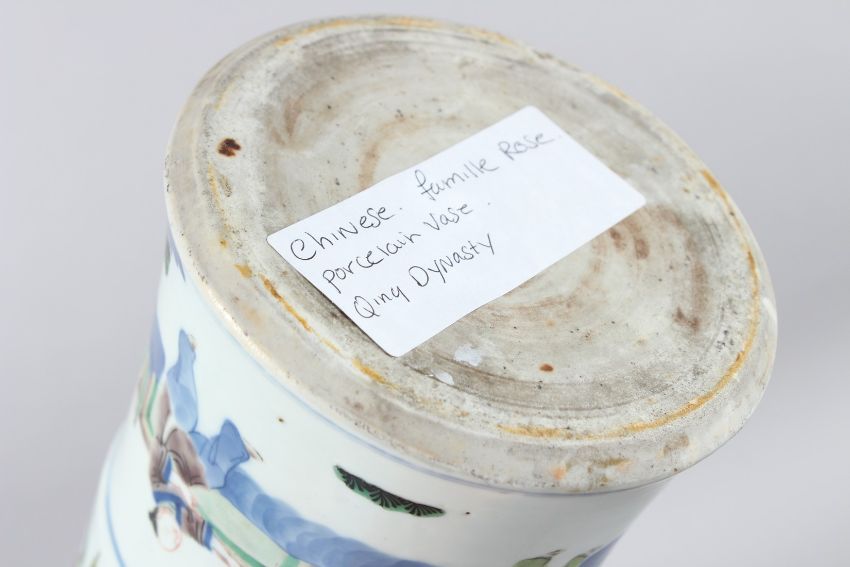 Chinese. famille Rose.
Porcelain Vase.
Qing Dynasty